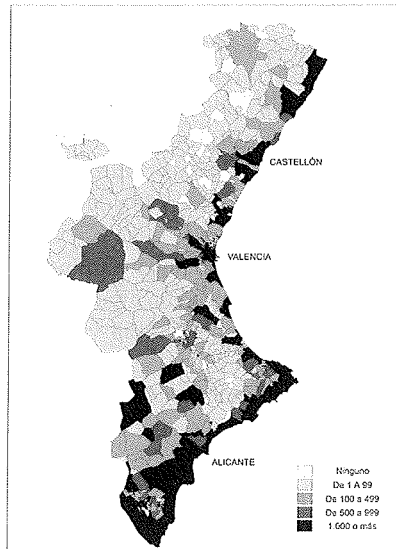 CASTELLÓN
VALENCIA
ALICANTE
Ninguno
De 1 A 99
De 100 a 499
De 500 a 999
1.000 o más